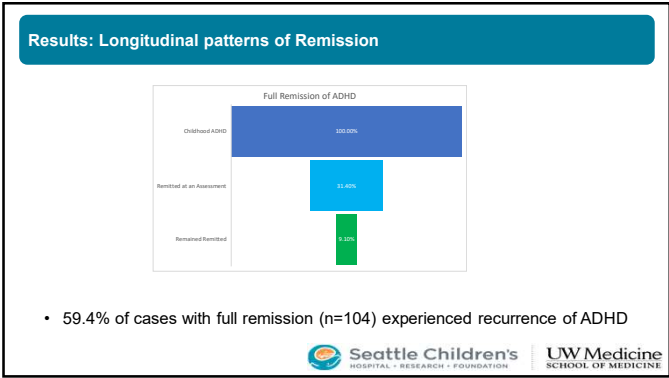 Results: Longitudinal patterns of Remission
Full Remission of ADHD
Childhood ADHD
100.00%
Remitted at an Assessment
31.40%
Remained Remitted
9.10%
• 59.4% of cases with full remission (n=104) experienced recurrence of ADHD
Seattle Children's
HOSPITAL • RESEARCH • FOUNDATION
UW Medicine
SCHOOL OF MEDICINE